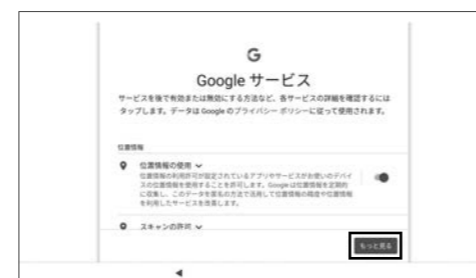 G
Google サービス
サービスを後で有効または無効にする方法など、各サービスの詳細を確認するには
タップします。データは Google のプライバシー ポリシーに従って使用されます。
位置情報
位置情報の使用
位置情報の利用許可が設定されているアプリやサービスがお使いのデバイ
スの位置情報を使用することを許可します。Google は位置情報を定期的
に収集し、このデータを匿名の方法で活用して位置情報の精度や位置情報
を利用したサービスを改善します。
スキャンの許可
もっと見る